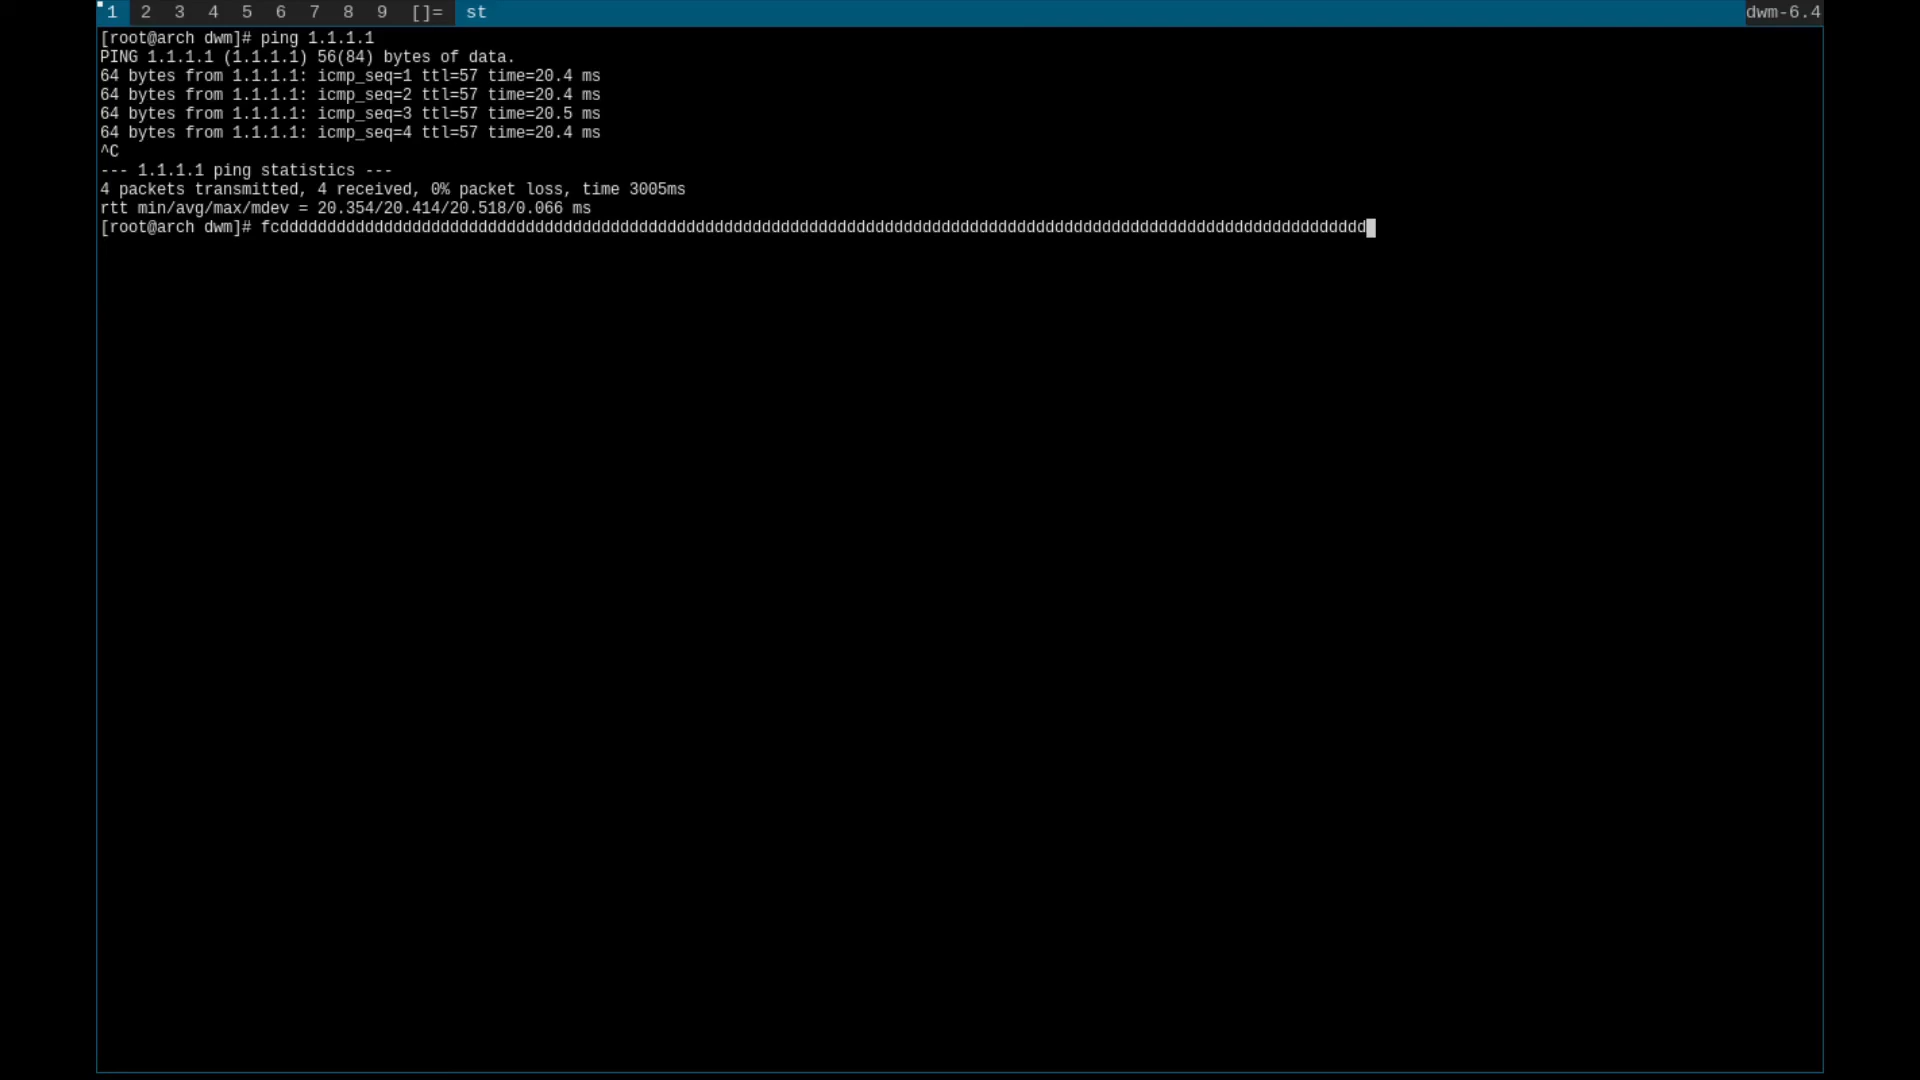 1 2 3 4 5 6 7 8 9 []= st dwm-6.4
[root@arch dwm]# ping 1.1.1.1
PING 1.1.1.1 (1.1.1.1) 56(84) bytes of data.
64 bytes from 1.1.1.1: icmp_seq=1 ttl=57 time=20.4 ms
64 bytes from 1.1.1.1: icmp_seq=2 ttl=57 time=20.4 ms
64 bytes from 1.1.1.1: icmp_seq=3 ttl=57 time=20.5 ms
64 bytes from 1.1.1.1: icmp_seq=4 ttl=57 time=20.4 ms
^C
--- 1.1.1.1 ping statistics ---
4 packets transmitted, 4 received, 0% packet loss, time 3005ms
rtt min/avg/max/mdev = 20.354/20.414/20.518/0.066 ms
[root@arch dwm]# fcddddddddddddddddddddddddddddddddddddddddddddddddddddddddddddddddddddddddddddddddddddddddddddddddddddddddddddddddddd